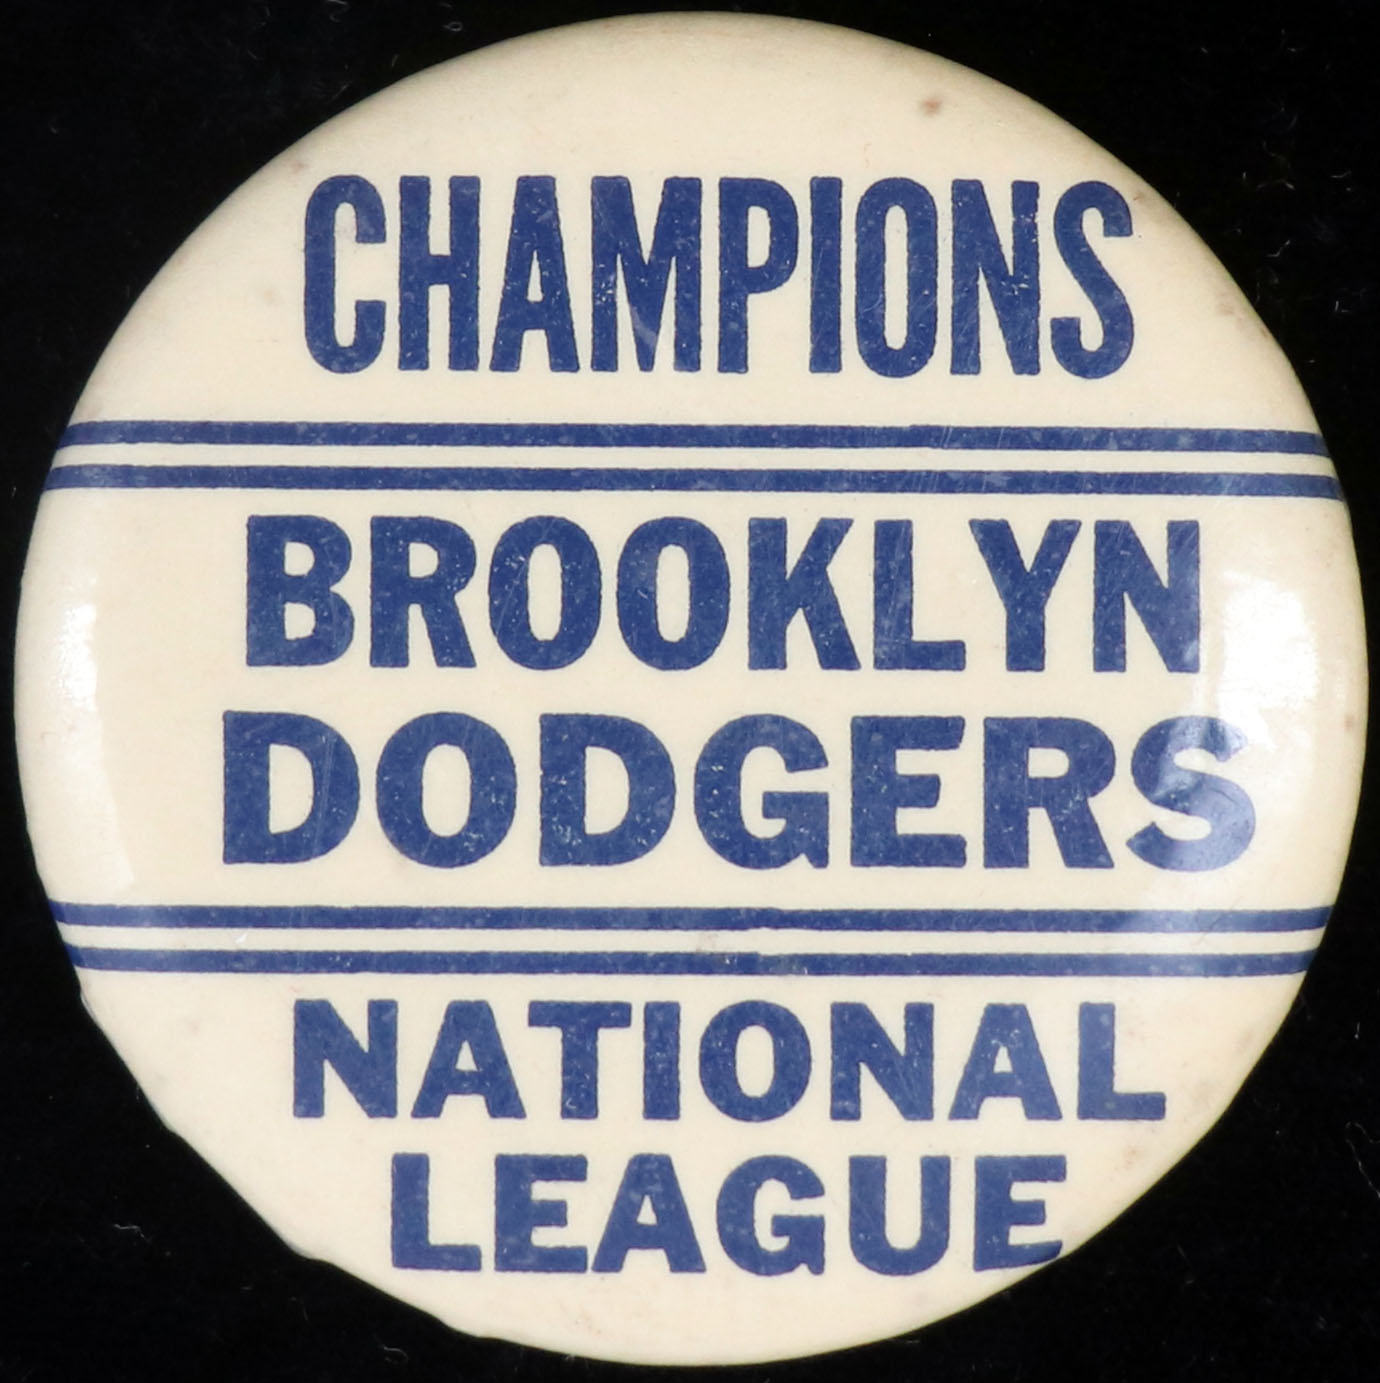 CHAMPIONS
BROOKLYN
DODGERS
NATIONAL
LEAGUE